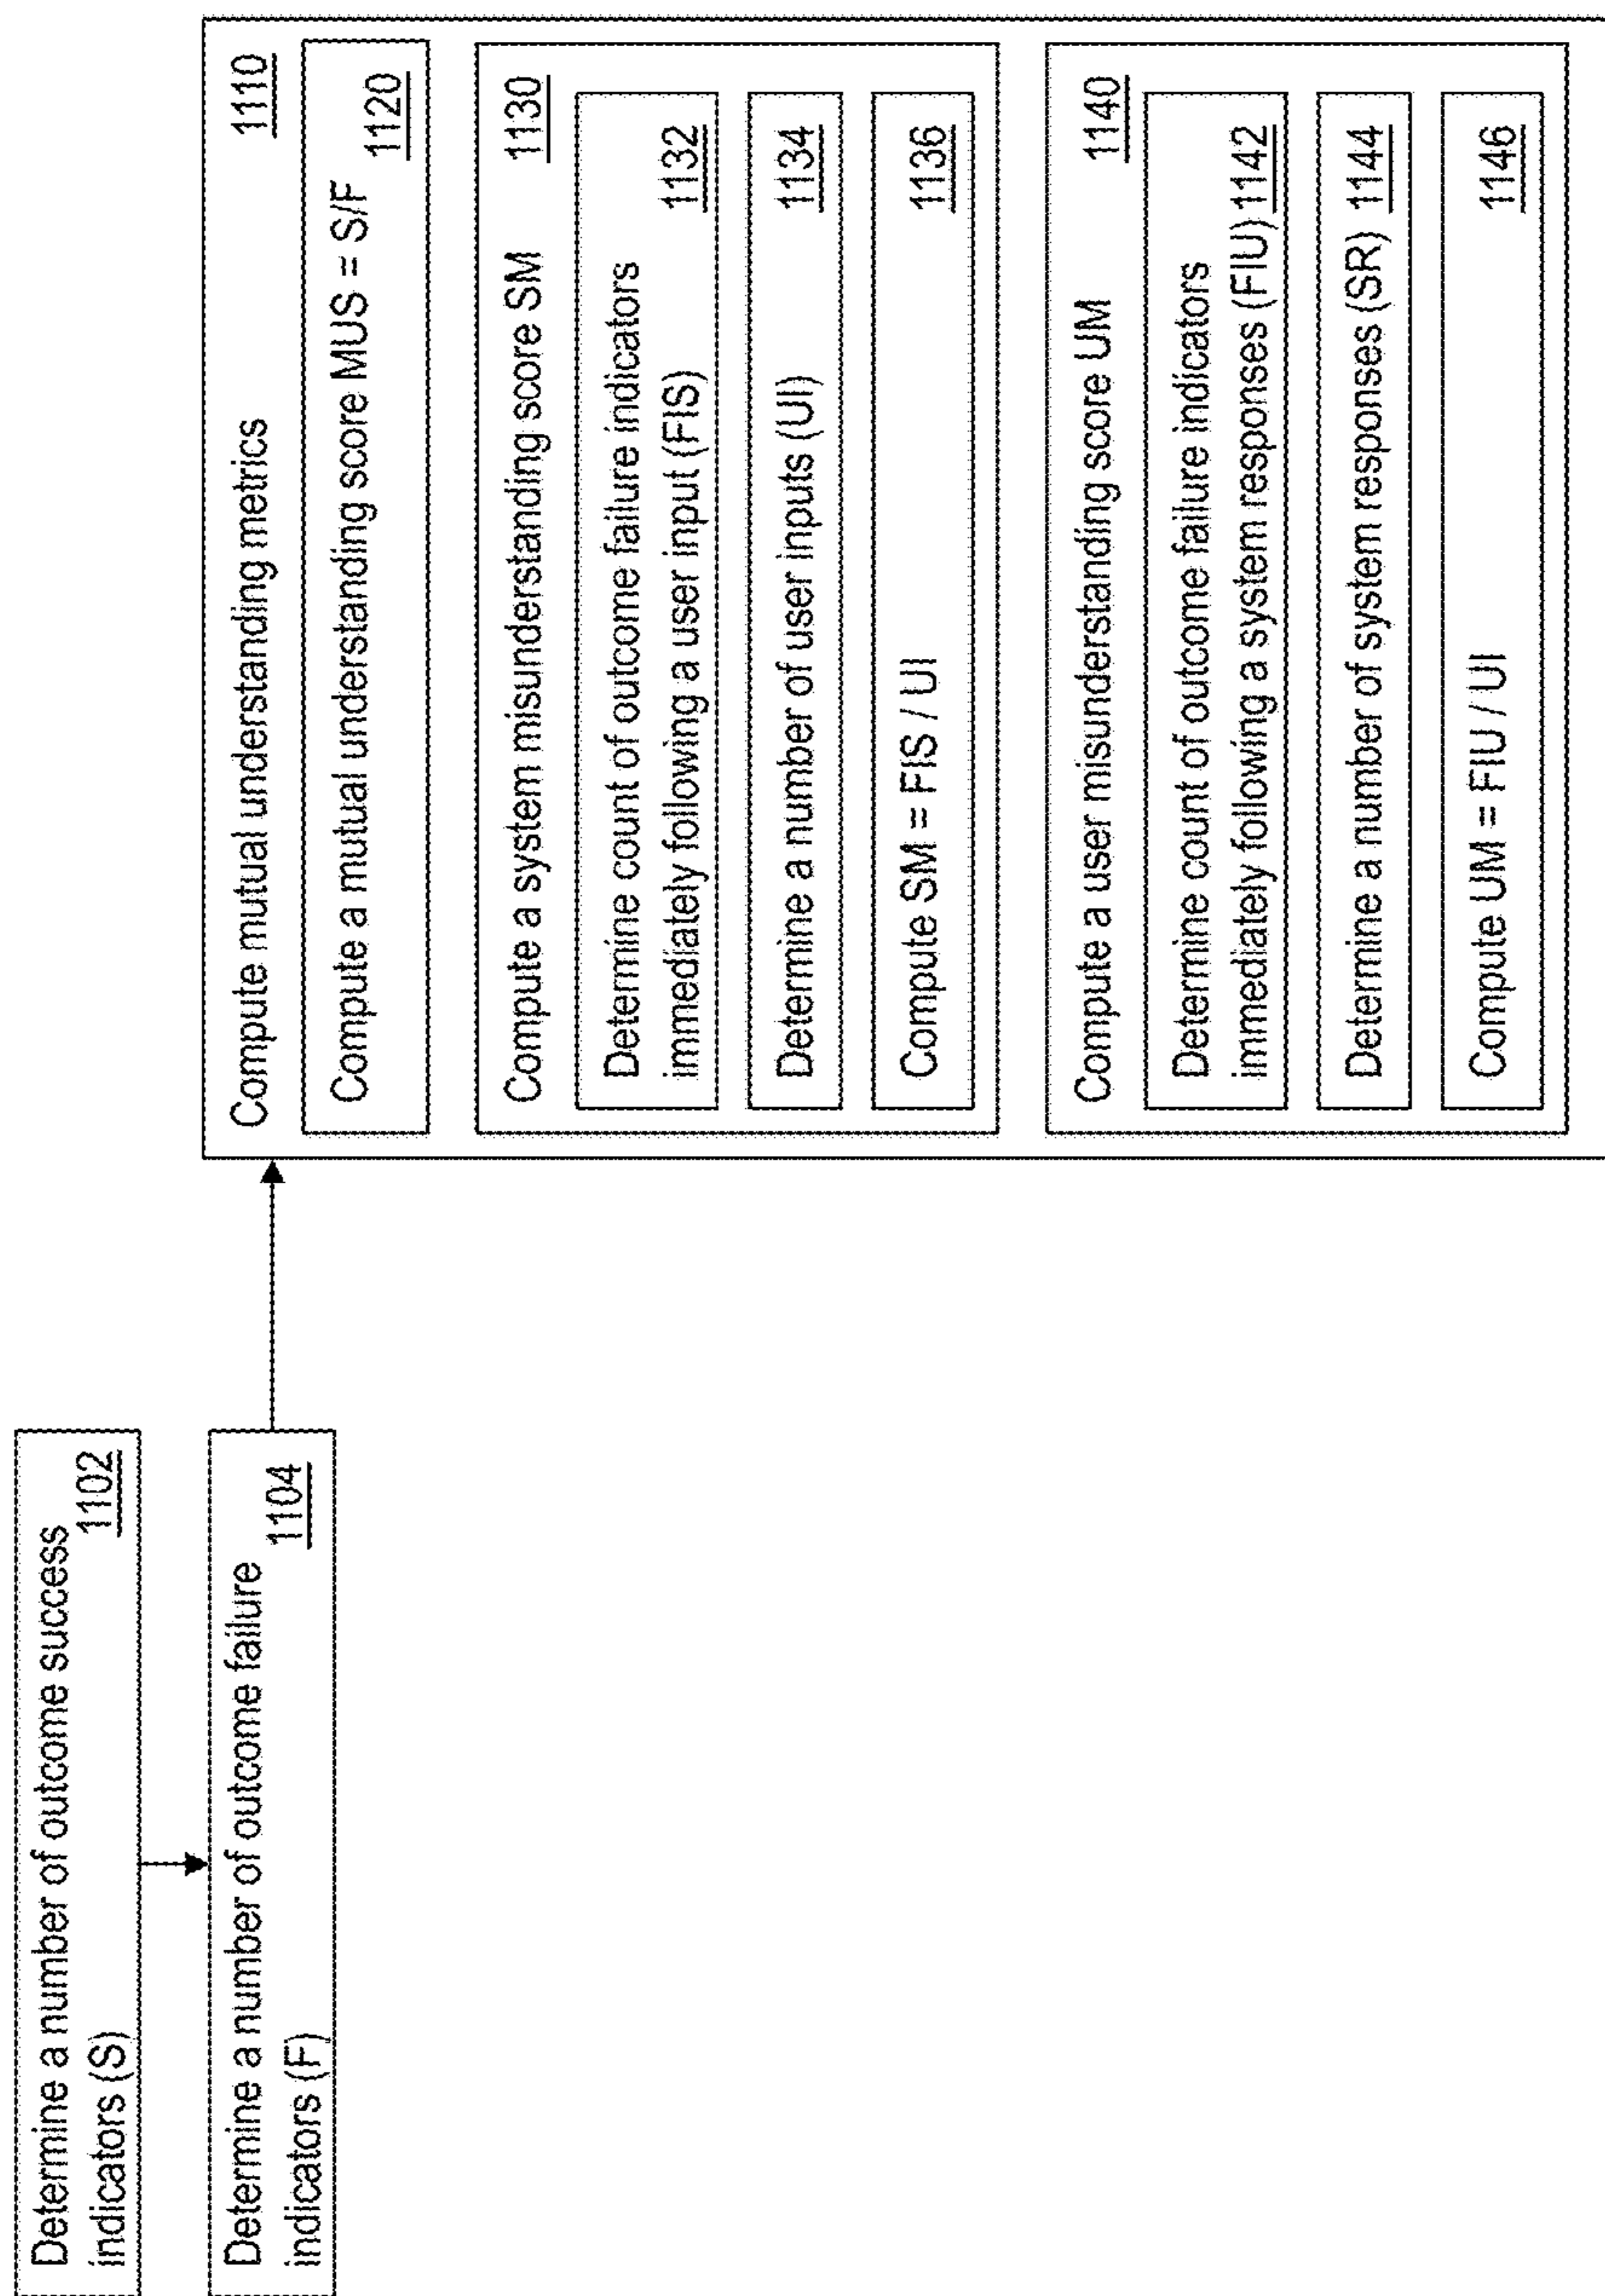 Determine a number of outcome success
indicators (S)
1102
Determine a number of outcome failure
indicators (F)
1104
Compute mutual understanding metrics
1110
Compute a mutual understanding score MUS = S/F
1120
Compute a system misunderstanding score SM
1130
Determine count of outcome failure indicators
immediately following a user input (FIS)
1132
Determine a number of user inputs (UI)
1134
Compute SM = FIS / UI
1136
Compute a user misunderstanding score UM
1140
Determine count of outcome failure indicators
immediately following a system responses (FIU) 1142
Determine a number of system responses (SR) 1144
Compute UM = FIU / UI
1146